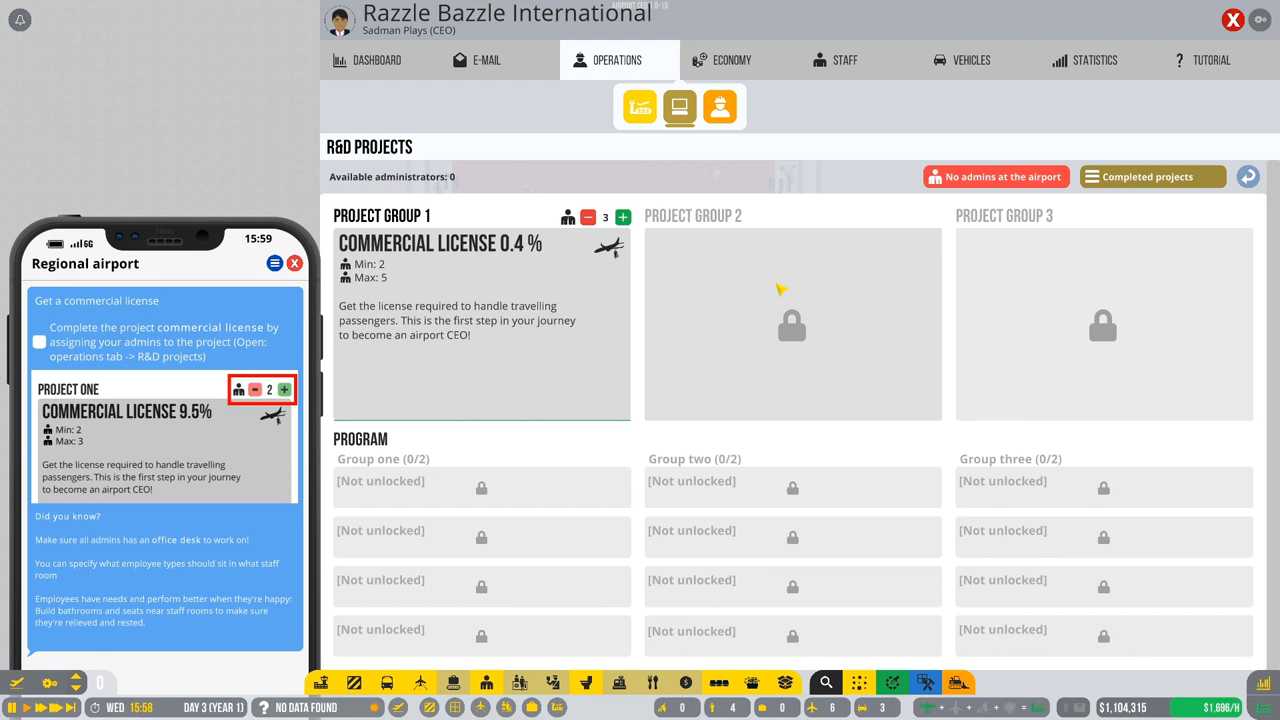 AIRPORT CEO 1.0-16
Razzle Bazzle International
Sadman Plays (CEO)
DASHBOARD
E-MAIL
OPERATIONS
ECONOMY
STAFF
VEHICLES
STATISTICS
? TUTORIAL
R&D PROJECTS
Available administrators: 0
No admins at the airport
Completed projects
PROJECT GROUP 1
3
COMMERCIAL LICENSE 0.4 %
Min: 2
Max: 5
Get the license required to handle travelling
passengers. This is the first step in your journey
to become an airport CEO!
PROJECT GROUP 2
PROJECT GROUP 3
PROGRAM
Group one (0/2)
Group two (0/2)
Group three (0/2)
[Not unlocked]
[Not unlocked]
[Not unlocked]
[Not unlocked]
[Not unlocked]
[Not unlocked]
[Not unlocked]
[Not unlocked]
[Not unlocked]
[Not unlocked]
[Not unlocked]
[Not unlocked]
6G
15:59
Regional airport
Get a commercial license
Complete the project commercial license by
assigning your admins to the project (Open:
operations tab -> R&D projects)
PROJECT ONE
2
COMMERCIAL LICENSE 9.5%
Min: 2
Max: 3
Get the license required to handle travelling
passengers. This is the first step in your journey
to become an airport CEO!
Did you know?
Make sure all admins has an office desk to work on!
You can specify what employee types should sit in what staff
room
Employees have needs and perform better when they're happy:
Build bathrooms and seats near staff rooms to make sure
they're relieved and rested.
0
WED 15:58
DAY 3 (YEAR 1)
? NO DATA FOUND
0
4
0
6
3
0
$1,104,315
$1,696/H